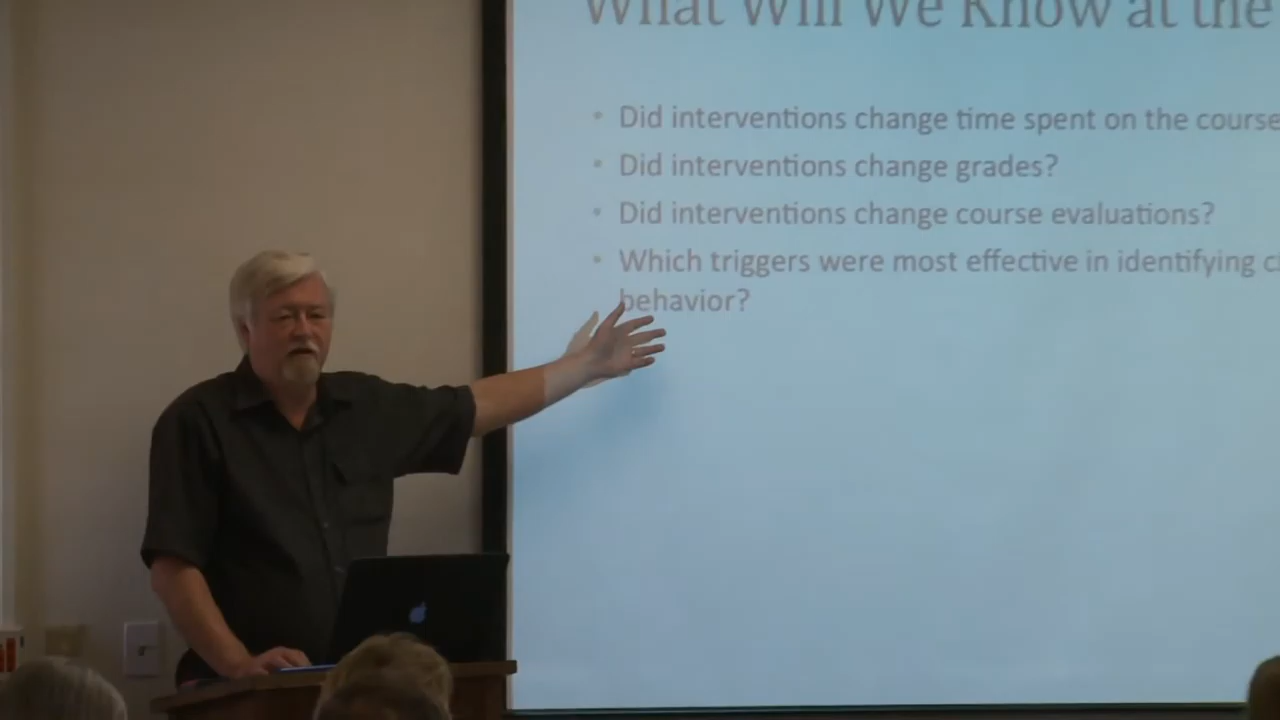 What Will We Know at the
• Did interventions change time spent on the course
• Did interventions change grades?
• Did interventions change course evaluations?
• Which triggers were most effective in identifying
behavior?